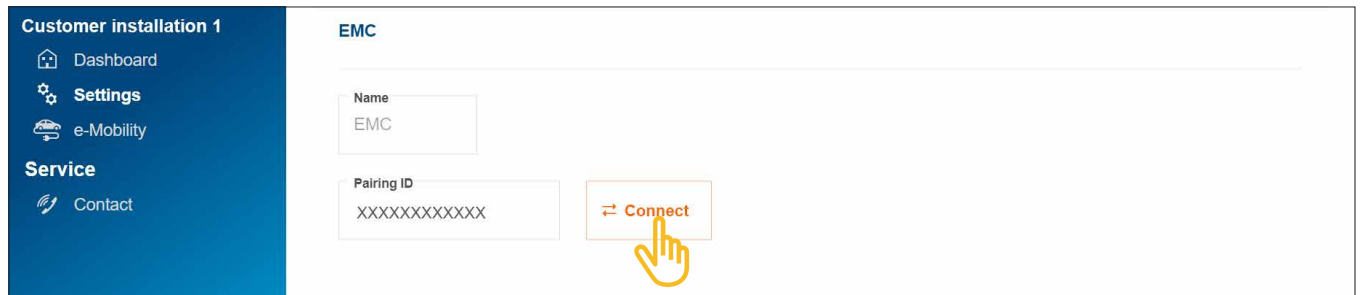 Customer installation 1
Dashboard
Settings
e-Mobility
Service
Contact
EMC
Name
EMC
Pairing ID
XXXXXXXXXXXX
Connect